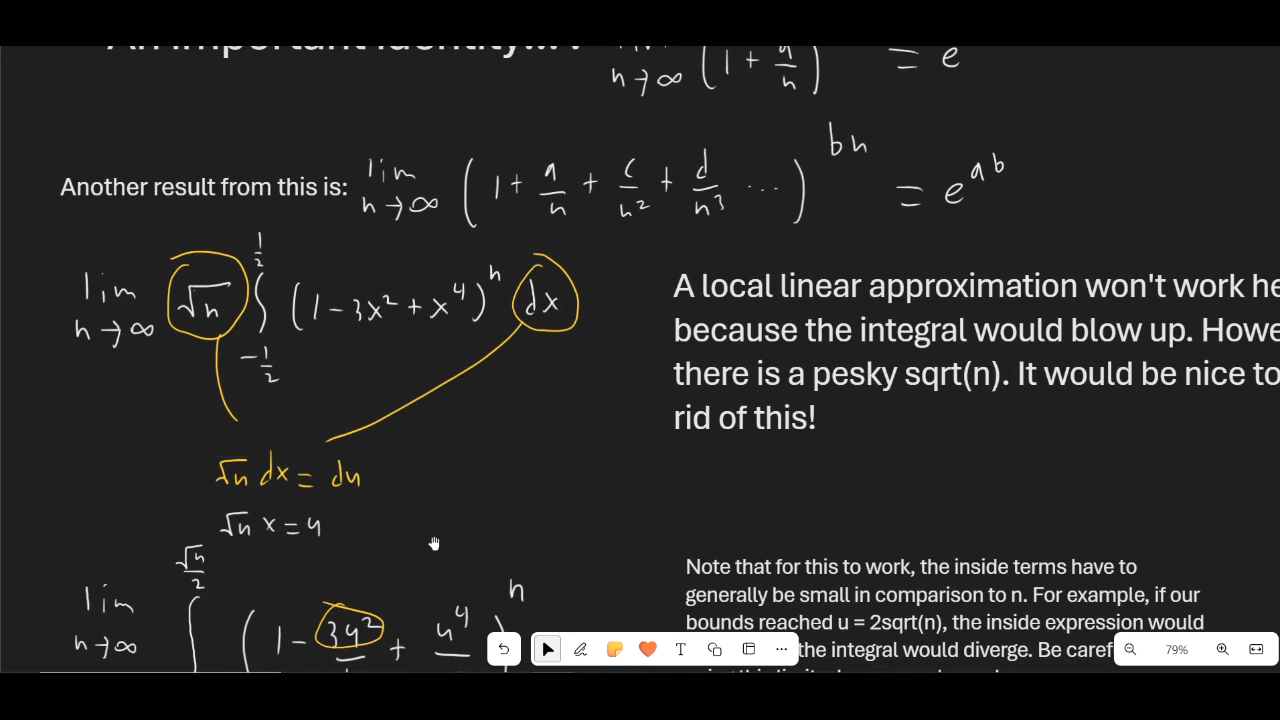 An important identity... : lim n→∞ (1 + a/n) = e
Another result from this is: lim n→∞ (1 + a/n + c/n² + d/n³ ...)^bn = e^ab
lim n→∞ √n ∫_{-1/2}^{1/2} (1 - 3x² + x⁴)^n dx
A local linear approximation won't work he
because the integral would blow up. Howe
there is a pesky sqrt(n). It would be nice to
rid of this!
√n dx = du
√n x = u
Note that for this to work, the inside terms have to
generally be small in comparison to n. For example, if our
bounds reached u = 2sqrt(n), the inside expression would
the integral would diverge. Be caref
lim n→∞ ∫^{√n/2} (1 - 3u² + u⁴)^n
79%